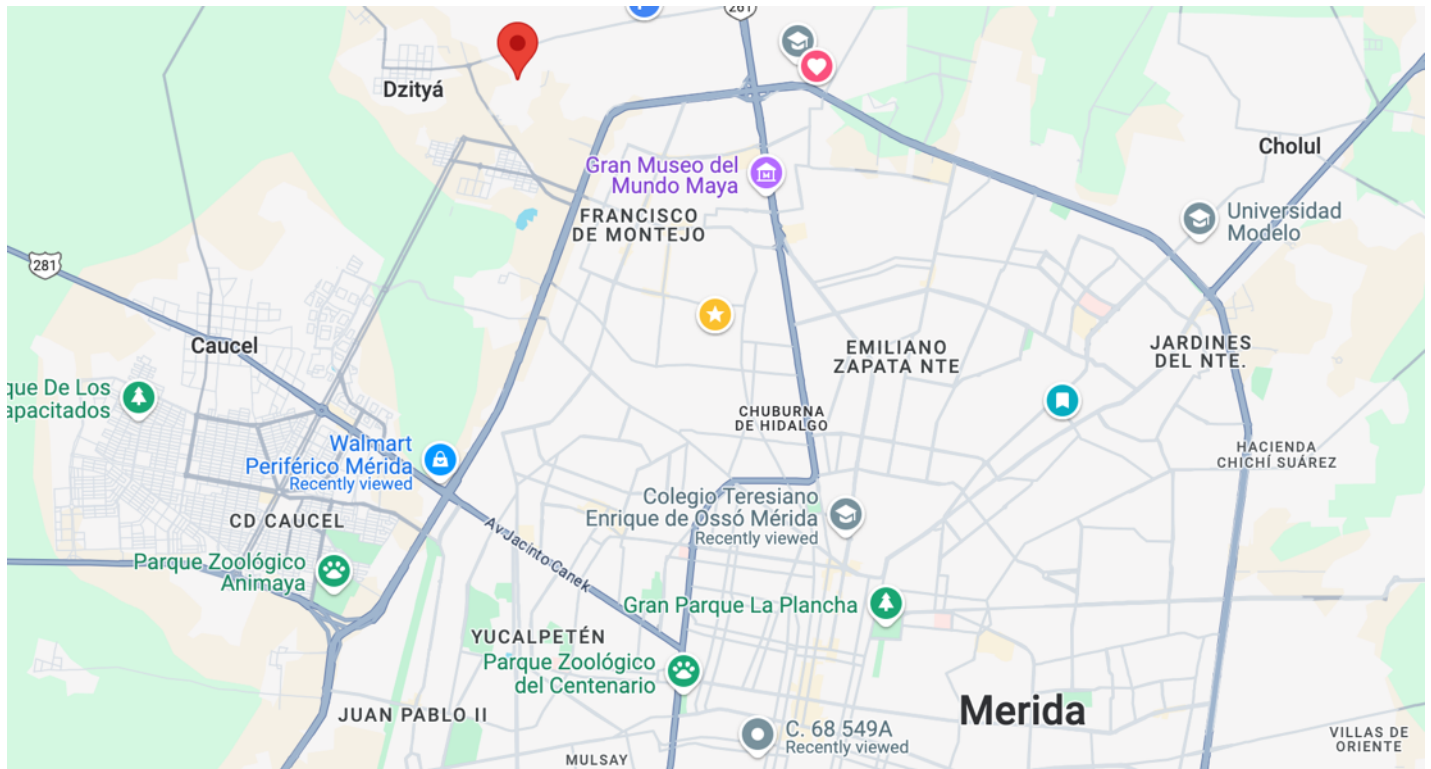 261
Dzityá
Cholul
Gran Museo del
Mundo Maya
Universidad
Modelo
FRANCISCO
DE MONTEJO
281
Caucel
EMILIANO
ZAPATA NTE
JARDINES
DEL NTE.
que De Los
apacitados
CHUBURNA
DE HIDALGO
Walmart
Periférico Mérida
Recently viewed
HACIENDA
CHICHÍ SUÁREZ
Colegio Teresiano
Enrique de Ossó Mérida
Recently viewed
CD CAUCEL
Av. Jacinto Canek
Parque Zoológico
Animaya
Gran Parque La Plancha
YUCALPETÉN
Parque Zoológico
del Centenario
Merida
JUAN PABLO II
C. 68 549A
Recently viewed
VILLAS DE
ORIENTE
MULSAY